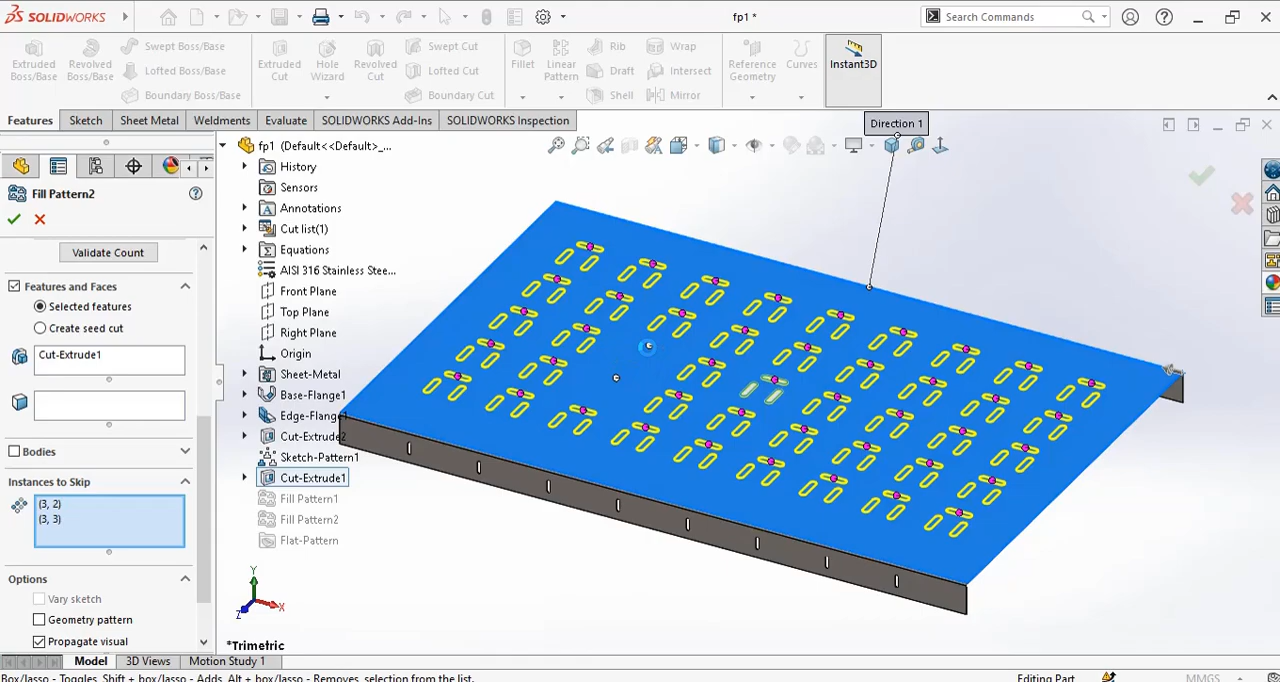 SOLIDWORKS
fp1 *
Search Commands
Extruded Boss/Base
Revolved Boss/Base
Swept Boss/Base
Lofted Boss/Base
Boundary Boss/Base
Extruded Cut
Hole Wizard
Revolved Cut
Swept Cut
Lofted Cut
Boundary Cut
Fillet
Linear Pattern
Rib
Draft
Shell
Wrap
Intersect
Mirror
Reference Geometry
Curves
Instant3D
Features
Sketch
Sheet Metal
Weldments
Evaluate
SOLIDWORKS Add-Ins
SOLIDWORKS Inspection
Direction 1
Fill Pattern2
Validate Count
Features and Faces
Selected features
Create seed cut
Cut-Extrude1
Bodies
Instances to Skip
(3, 2)
(3, 3)
Options
Vary sketch
Geometry pattern
Propagate visual
fp1 (Default<<Default>_...
History
Sensors
Annotations
Cut list(1)
Equations
AISI 316 Stainless Stee...
Front Plane
Top Plane
Right Plane
Origin
Sheet-Metal
Base-Flange1
Edge-Flange1
Cut-Extrude2
Sketch-Pattern1
Cut-Extrude1
Fill Pattern1
Fill Pattern2
Flat-Pattern
Y
X
Z
*Trimetric
Model
3D Views
Motion Study 1
Box/lasso - Toggles, Shift + box/lasso - Adds, Alt + box/lasso - Removes, selection from the list.
Editing Part
MMGS